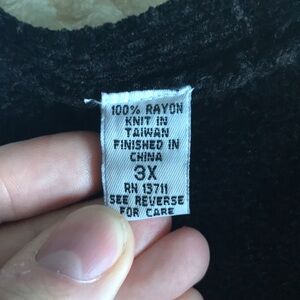 100% RAYON
KNIT IN
TAIWAN
FINISHED IN
CHINA
3X
RN 13711
SEE REVERSE
FOR CARE